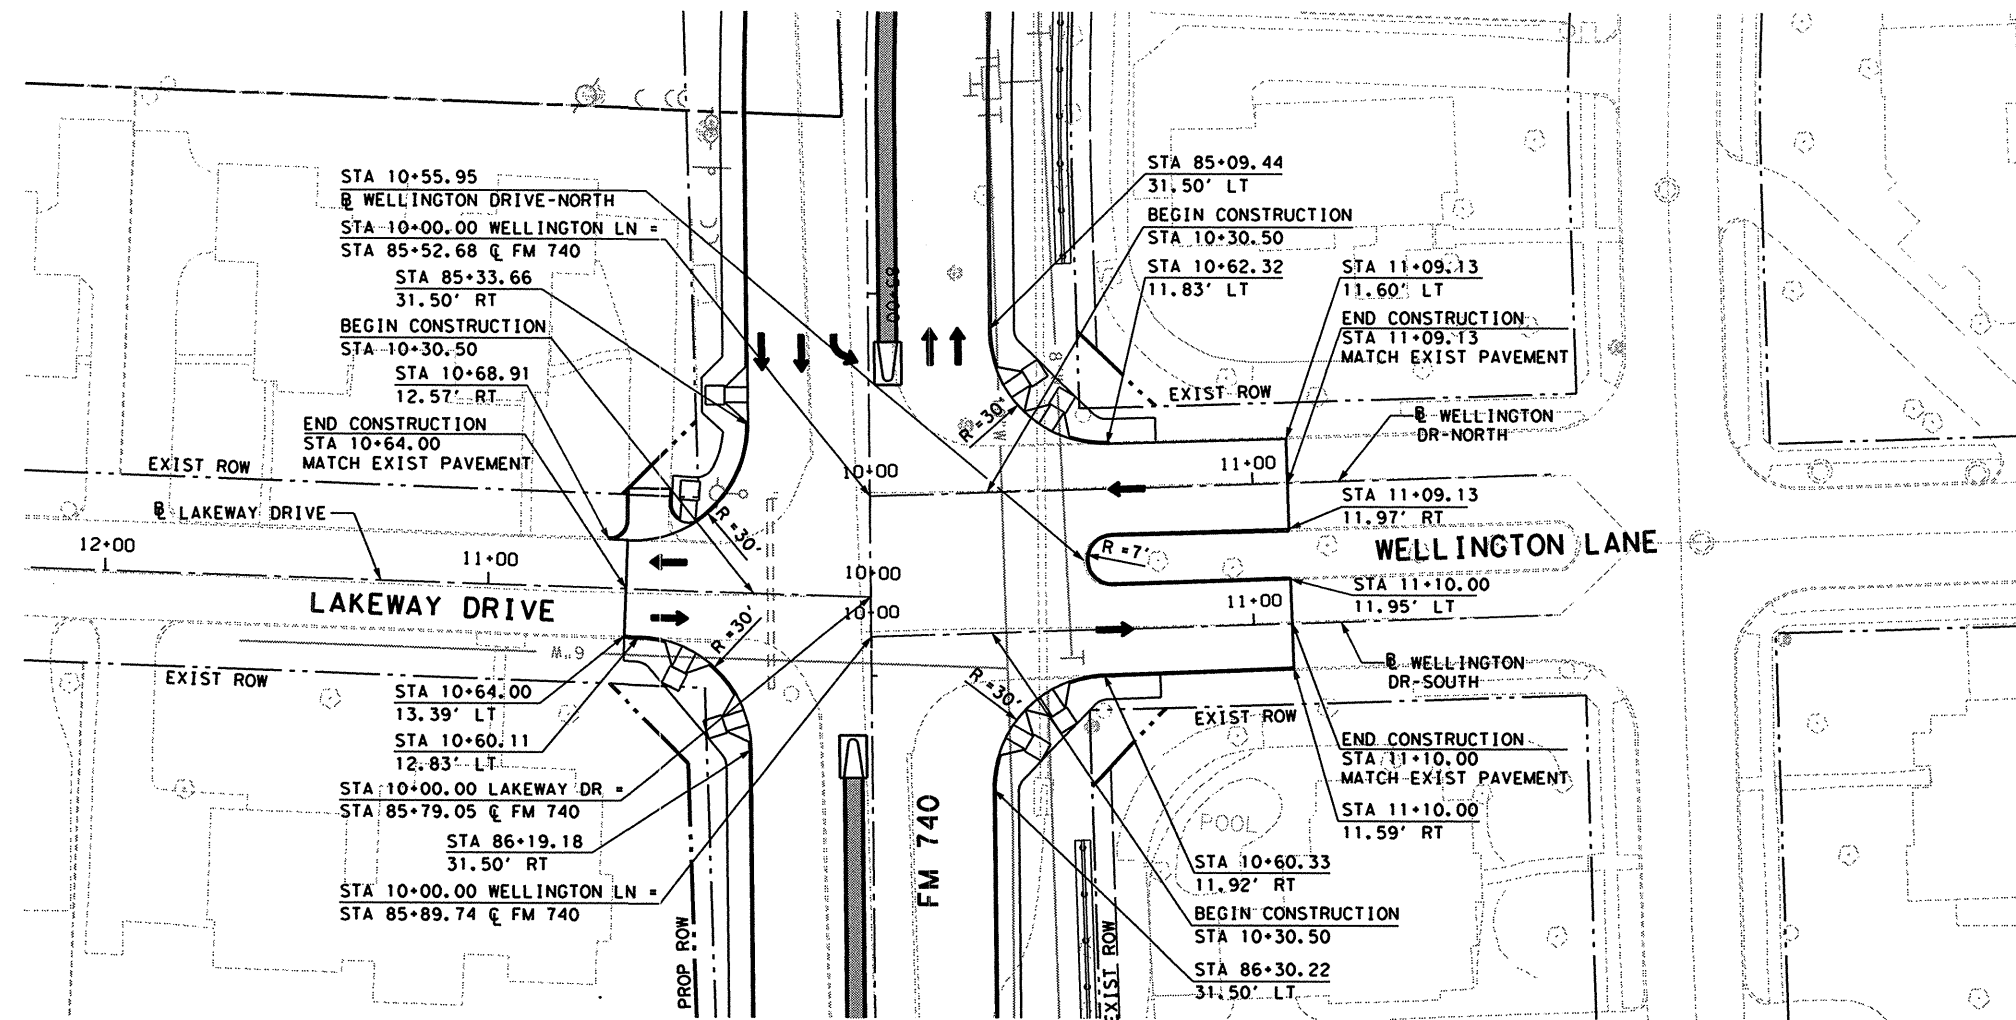 STA 10+55.95
℄ WELLINGTON DRIVE-NORTH
STA 10+00.00 WELLINGTON LN =
STA 85+52.68 ℄ FM 740
STA 85+33.66
31.50' RT
BEGIN CONSTRUCTION
STA 10+30.50
STA 10+68.91
12.57' RT
END CONSTRUCTION
STA 10+64.00
MATCH EXIST PAVEMENT
EXIST ROW
℄ LAKEWAY DRIVE
12+00
11+00
LAKEWAY DRIVE
EXIST ROW
W.9
STA 10+64.00
13.39' LT
STA 10+60.11
12.83' LT
STA 10+00.00 LAKEWAY DR =
STA 85+79.05 ℄ FM 740
STA 86+19.18
31.50' RT
STA 10+00.00 WELLINGTON LN =
STA 85+89.74 ℄ FM 740
PROP ROW
R=30'
R=30'
10+00
10+00
10+00
FM 740
R=30'
R=30'
STA 85+09.44
31.50' LT
BEGIN CONSTRUCTION
STA 10+30.50
STA 10+62.32
11.83' LT
STA 11+09.13
11.60' LT
END CONSTRUCTION
STA 11+09.13
MATCH EXIST PAVEMENT
EXIST ROW
℄ WELLINGTON
DR-NORTH
11+00
STA 11+09.13
11.97' RT
R=7'
WELLINGTON LANE
STA 11+10.00
11.95' LT
11+00
℄ WELLINGTON
DR-SOUTH
EXIST ROW
END CONSTRUCTION
STA 11+10.00
MATCH EXIST PAVEMENT
STA 11+10.00
11.59' RT
POOL
STA 10+60.33
11.92' RT
BEGIN CONSTRUCTION
STA 10+30.50
STA 86+30.22
31.50' LT
EXIST ROW